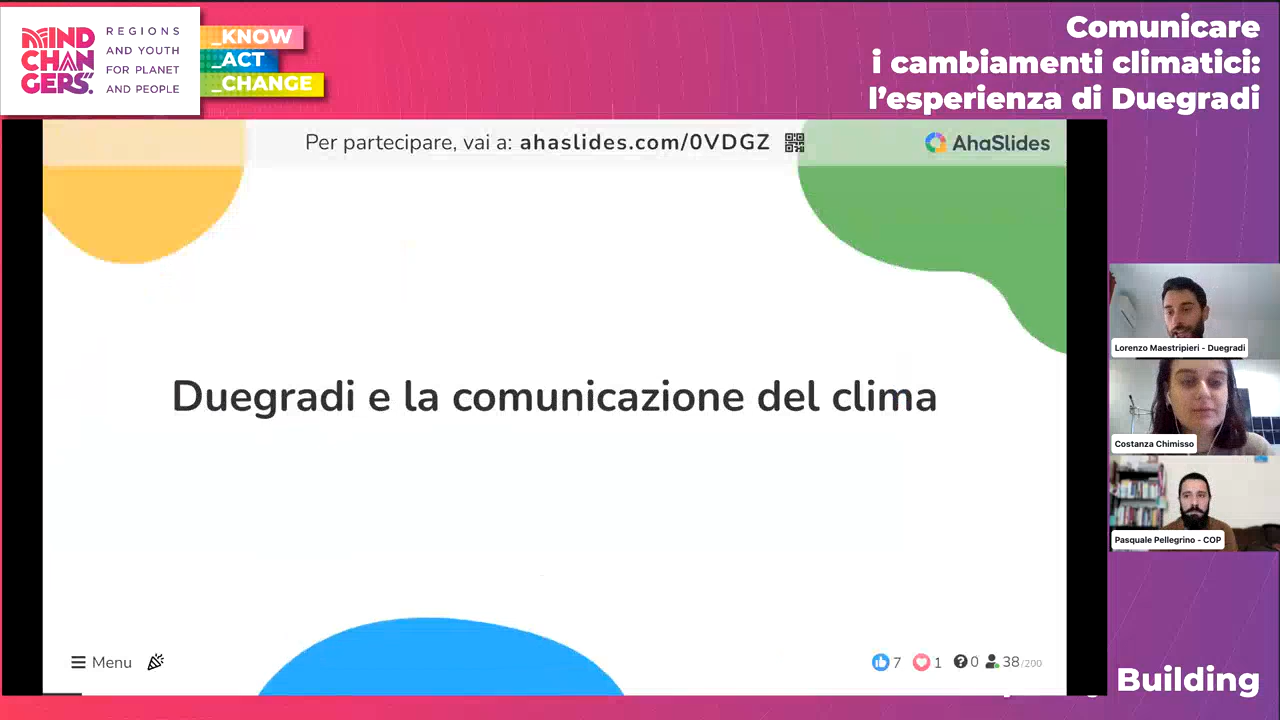 MIND
CHAN
GERS.
REGIONS
AND YOUTH
FOR PLANET
AND PEOPLE
_KNOW
_ACT
_CHANGE
Comunicare
i cambiamenti climatici:
l'esperienza di Duegradi
Per partecipare, vai a: ahaslides.com/0VDGZ
AhaSlides
Duegradi e la comunicazione del clima
Lorenzo Maestripieri - Duegradi
Costanza Chimisso
Pasquale Pellegrino - COP
Menu
7
1
0
38/200
Building